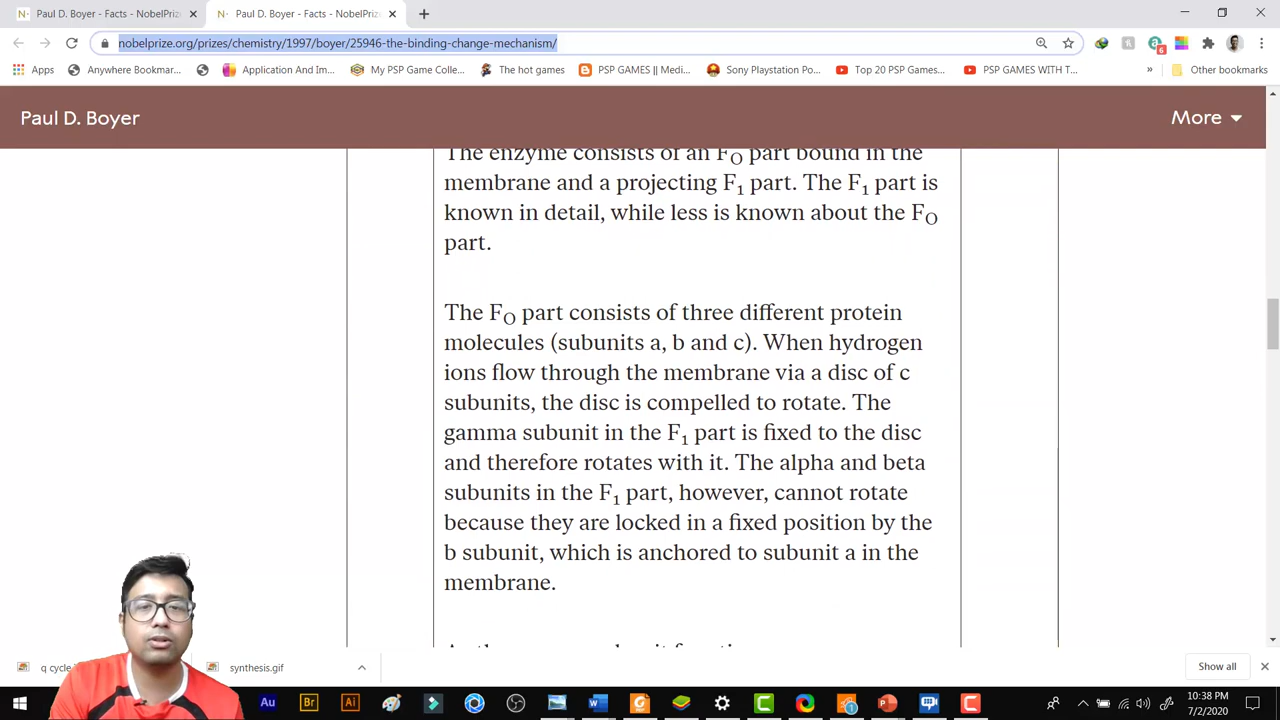 Paul D. Boyer - Facts - NobelPriz
Paul D. Boyer - Facts - NobelPriz
nobelprize.org/prizes/chemistry/1997/boyer/25946-the-binding-change-mechanism/
6
Apps
Anywhere Bookmar...
Application And Im...
My PSP Game Colle...
The hot games
PSP GAMES || Medi...
Sony Playstation Po...
Top 20 PSP Games...
PSP GAMES WITH T...
»
Other bookmarks
Paul D. Boyer
More
The enzyme consists of an FO part bound in the
membrane and a projecting F1 part. The F1 part is
known in detail, while less is known about the FO
part.
The FO part consists of three different protein
molecules (subunits a, b and c). When hydrogen
ions flow through the membrane via a disc of c
subunits, the disc is compelled to rotate. The
gamma subunit in the F1 part is fixed to the disc
and therefore rotates with it. The alpha and beta
subunits in the F1 part, however, cannot rotate
because they are locked in a fixed position by the
b subunit, which is anchored to subunit a in the
membrane.
q cycle
synthesis.gif
Show all
Au
Br
Ai
10:38 PM
7/2/2020